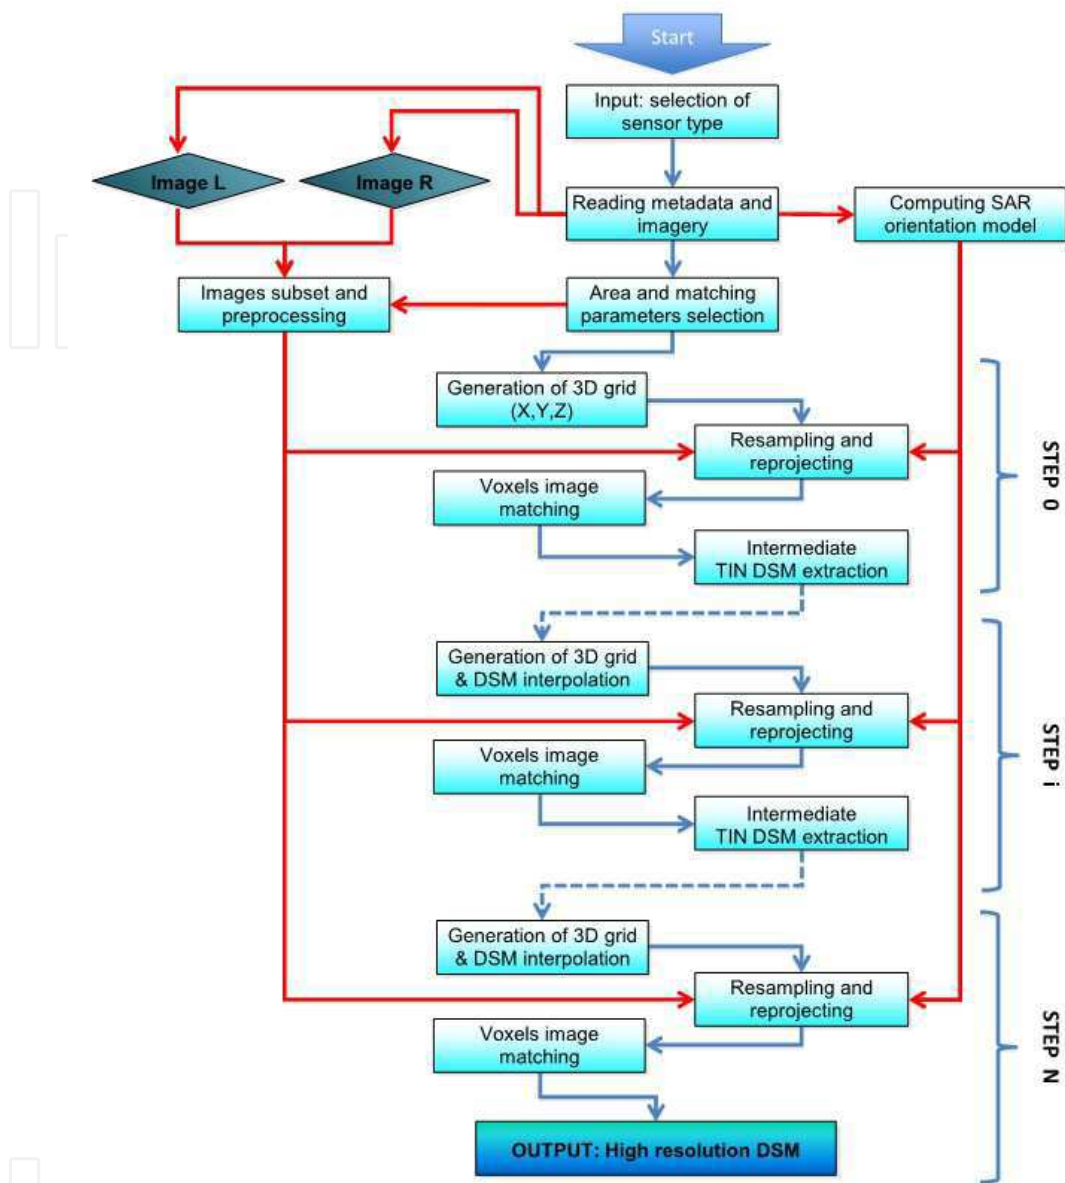 Start
Input: selection of
sensor type
Image L
Image R
Reading metadata and
imagery
Computing SAR
orientation model
Images subset and
preprocessing
Area and matching
parameters selection
Generation of 3D grid
(X,Y,Z)
Resampling and
reprojecting
Voxels image
matching
Intermediate
TIN DSM extraction
STEP 0
Generation of 3D grid
& DSM interpolation
Resampling and
reprojecting
Voxels image
matching
Intermediate
TIN DSM extraction
STEP i
Generation of 3D grid
& DSM interpolation
Resampling and
reprojecting
Voxels image
matching
STEP N
OUTPUT: High resolution DSM